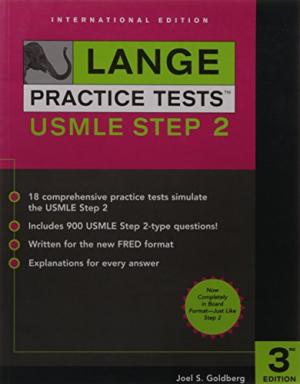 INTERNATIONAL EDITION
LANGE
PRACTICE TESTS™
USMLE STEP 2
18 comprehensive practice tests simulate
the USMLE Step 2
Includes 900 USMLE Step 2-type questions!
Written for the new FRED format
Explanations for every answer
Now
Completely
in Board
Format—Just Like
Step 2
3RD
EDITION
Joel S. Goldberg